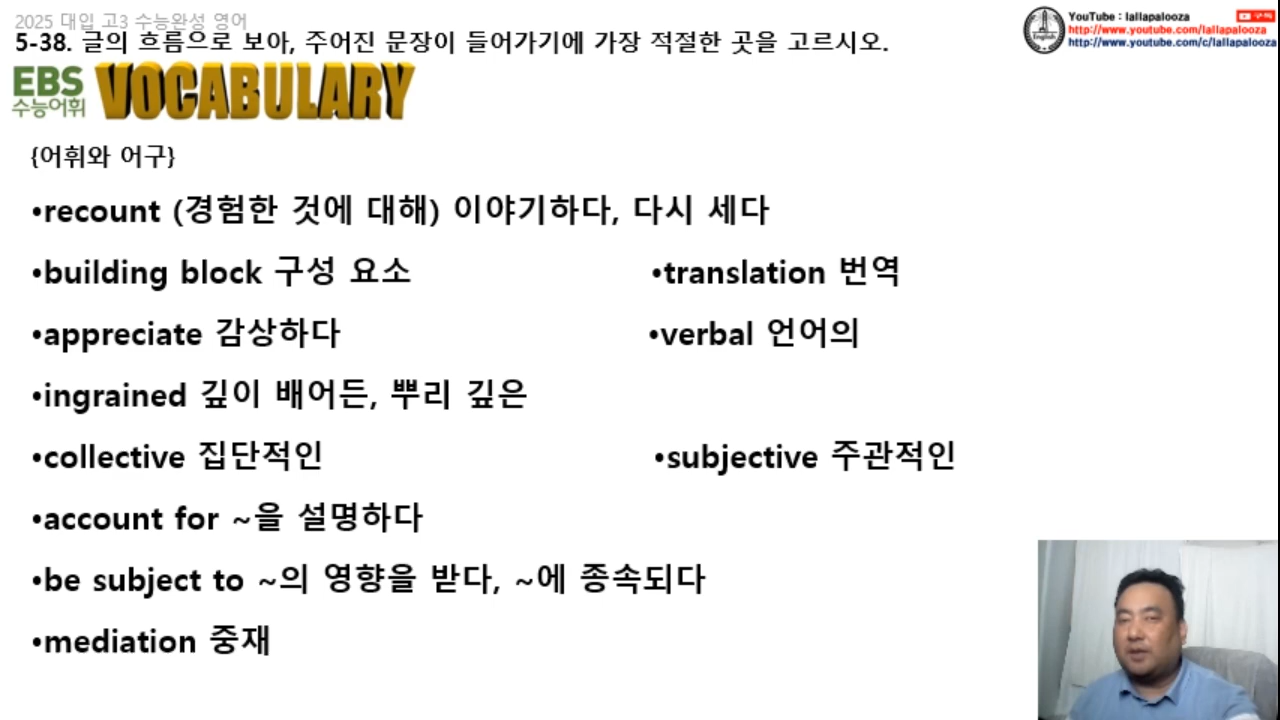 2025 대입 고3 수능완성 영어
5-38. 글의 흐름으로 보아, 주어진 문장이 들어가기에 가장 적절한 곳을 고르시오.
YouTube : lallapalooza
구독
http://www.youtube.com/lallapalooza
http://www.youtube.com/c/lallapalooza
English
EBS
수능어휘
VOCABULARY
{어휘와 어구}
•recount (경험한 것에 대해) 이야기하다, 다시 세다
•building block 구성 요소
•translation 번역
•appreciate 감상하다
•verbal 언어의
•ingrained 깊이 배어든, 뿌리 깊은
•collective 집단적인
•subjective 주관적인
•account for ~을 설명하다
•be subject to ~의 영향을 받다, ~에 종속되다
•mediation 중재